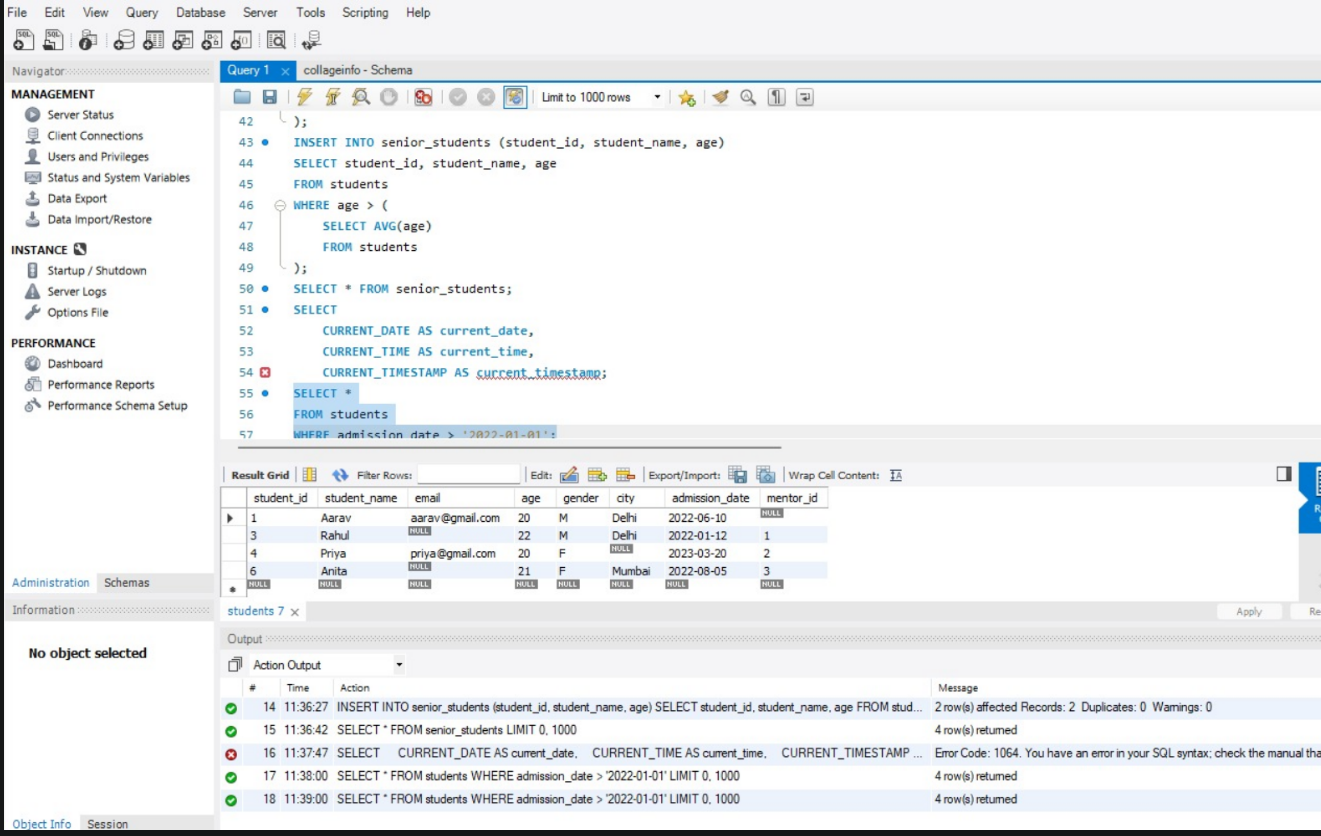 File Edit View Query Database Server Tools Scripting Help
Navigator
MANAGEMENT
Server Status
Client Connections
Users and Privileges
Status and System Variables
Data Export
Data Import/Restore
INSTANCE
Startup / Shutdown
Server Logs
Options File
PERFORMANCE
Dashboard
Performance Reports
Performance Schema Setup
Administration Schemas
Information
No object selected
Object Info Session
Query 1 collageinfo - Schema
Limit to 1000 rows
42 );
43 INSERT INTO senior_students (student_id, student_name, age)
44 SELECT student_id, student_name, age
45 FROM students
46 WHERE age > (
47 SELECT AVG(age)
48 FROM students
49 );
50 SELECT * FROM senior_students;
51 SELECT
52 CURRENT_DATE AS current_date,
53 CURRENT_TIME AS current_time,
54 CURRENT_TIMESTAMP AS current_timestamp;
55 SELECT *
56 FROM students
57 WHERE admission_date > '2022-01-01';
Result Grid Filter Rows: Edit: Export/Import: Wrap Cell Content: IA
student_id student_name email age gender city admission_date mentor_id
1 Aarav aarav@gmail.com 20 M Delhi 2022-06-10 NULL
3 Rahul NULL 22 M Delhi 2022-01-12 1
4 Priya priya@gmail.com 20 F NULL 2023-03-20 2
6 Anita NULL 21 F Mumbai 2022-08-05 3
NULL NULL NULL NULL NULL NULL NULL NULL
students 7 Apply Re
Output
Action Output
# Time Action Message
14 11:36:27 INSERT INTO senior_students (student_id, student_name, age) SELECT student_id, student_name, age FROM stud... 2 row(s) affected Records: 2 Duplicates: 0 Warnings: 0
15 11:36:42 SELECT * FROM senior_students LIMIT 0, 1000 4 row(s) returned
16 11:37:47 SELECT CURRENT_DATE AS current_date, CURRENT_TIME AS current_time, CURRENT_TIMESTAMP ... Error Code: 1064. You have an error in your SQL syntax; check the manual tha
17 11:38:00 SELECT * FROM students WHERE admission_date > '2022-01-01' LIMIT 0, 1000 4 row(s) returned
18 11:39:00 SELECT * FROM students WHERE admission_date > '2022-01-01' LIMIT 0, 1000 4 row(s) returned